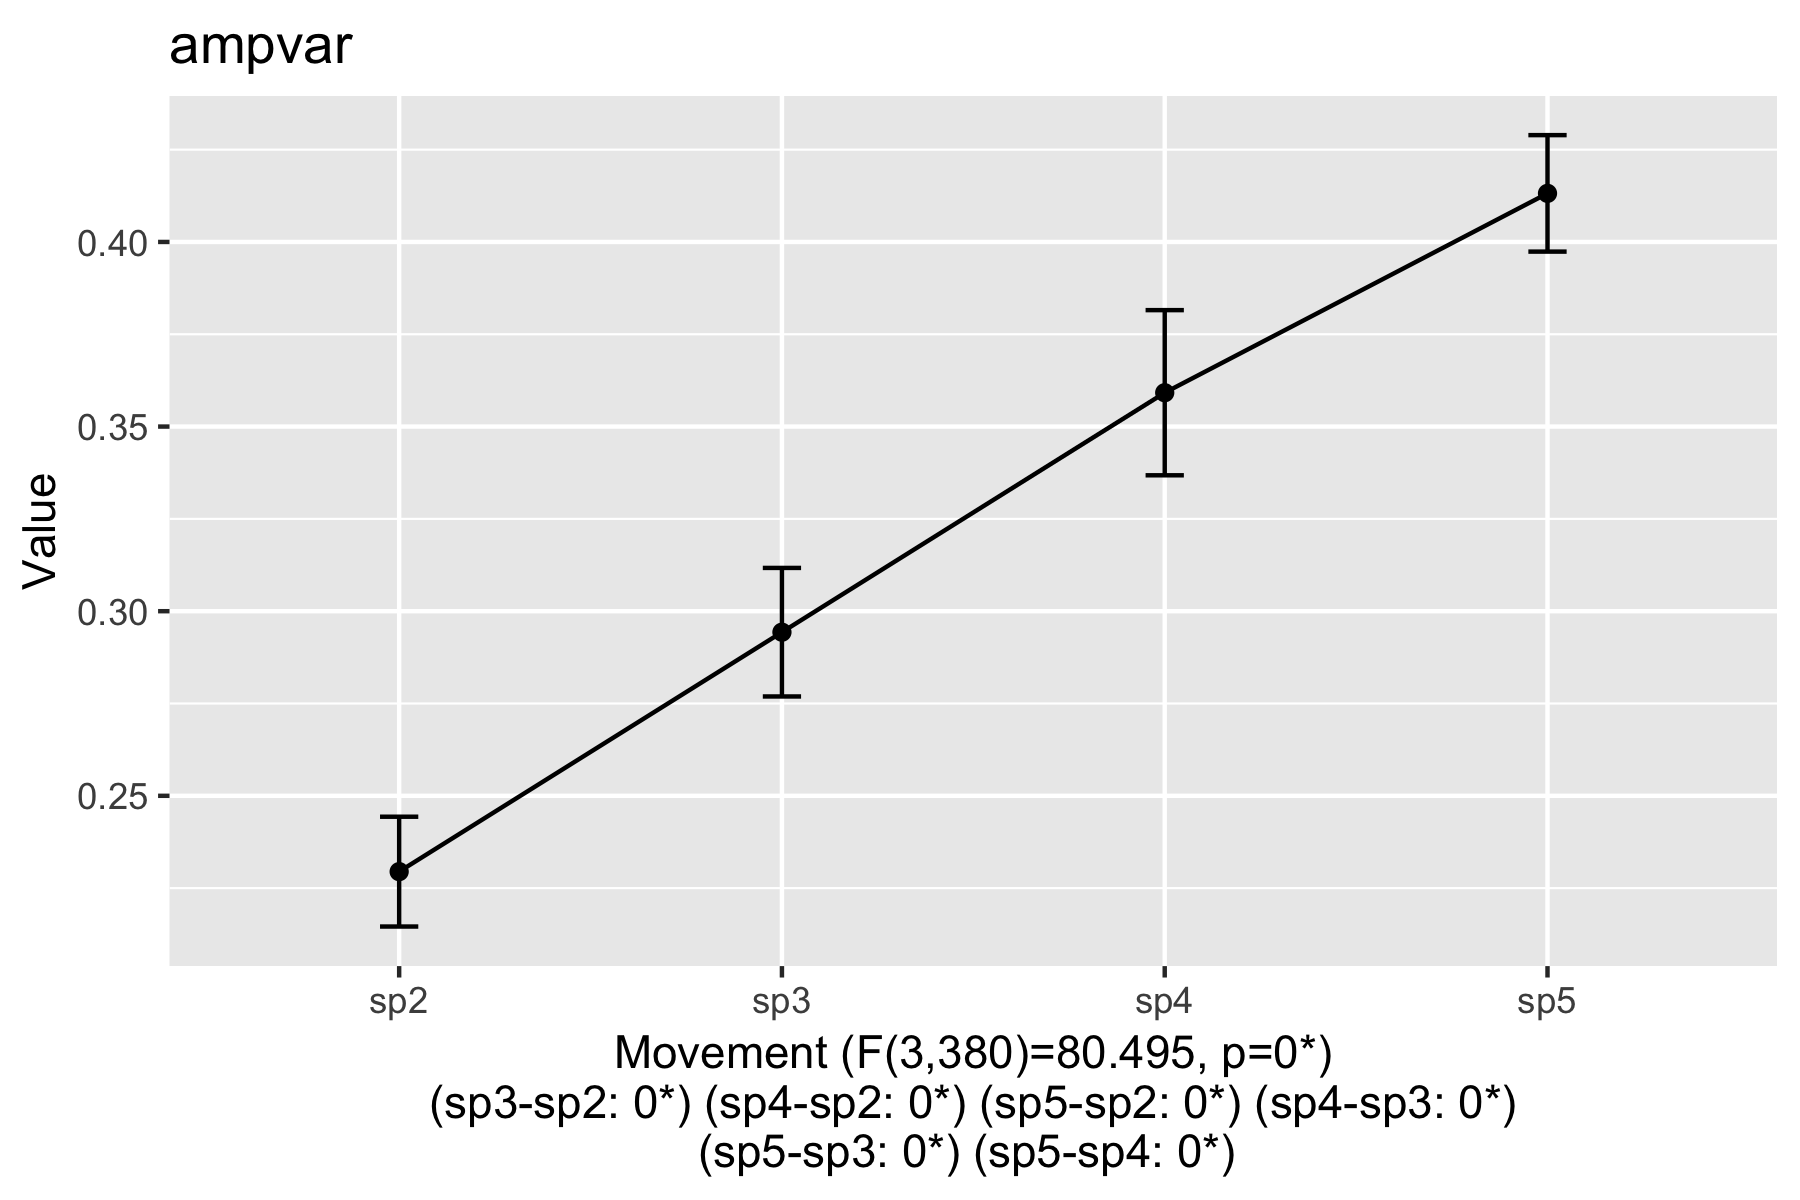 ampvar
Value
0.40
0.35
0.30
0.25
sp2 sp3 sp4 sp5
Movement (F(3,380)=80.495, p=0*)
(sp3-sp2: 0*) (sp4-sp2: 0*) (sp5-sp2: 0*) (sp4-sp3: 0*)
(sp5-sp3: 0*) (sp5-sp4: 0*)